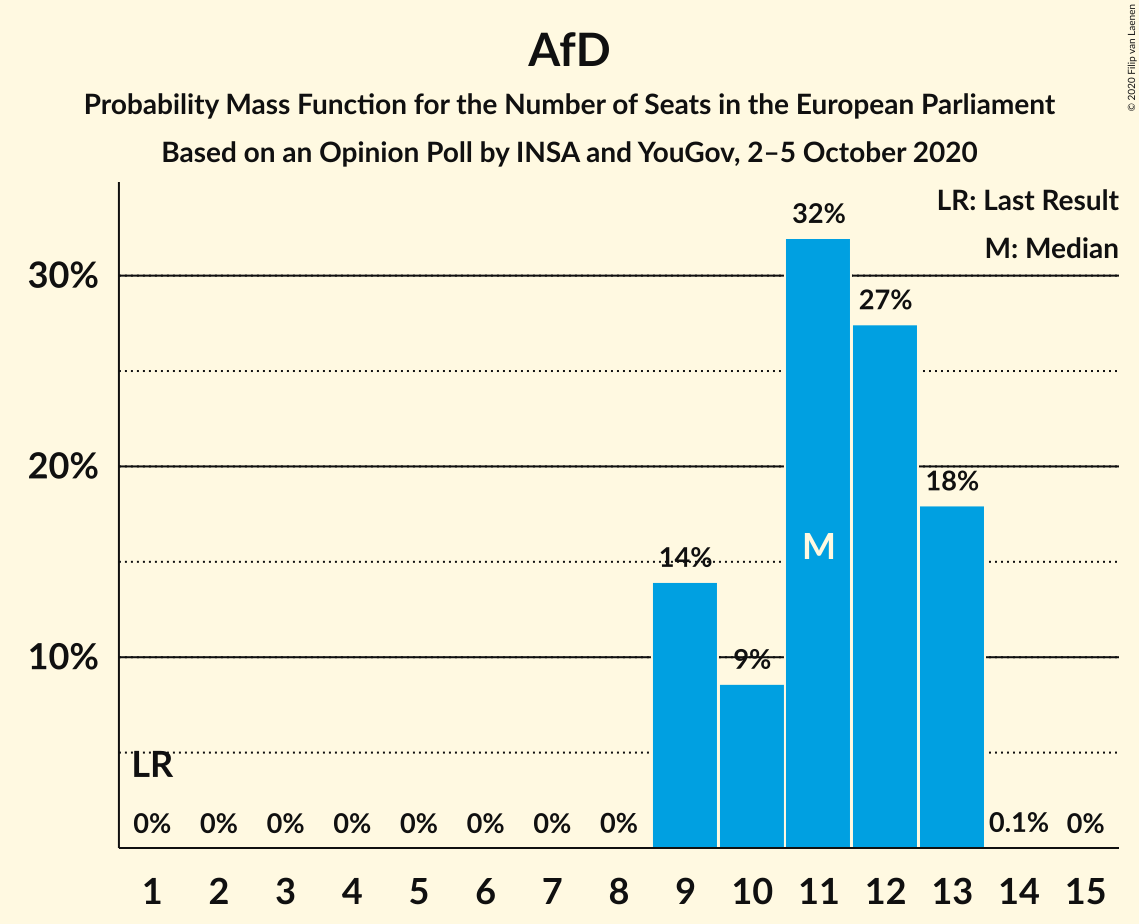 © 2020 Filip van Laenen
AfD
Probability Mass Function for the Number of Seats in the European Parliament
Based on an Opinion Poll by INSA and YouGov, 2–5 October 2020
LR: Last Result
M: Median
32%
30%
27%
20%
18%
M
14%
10%
9%
LR
0% 0% 0% 0% 0% 0% 0% 0% 0.1% 0%
1 2 3 4 5 6 7 8 9 10 11 12 13 14 15